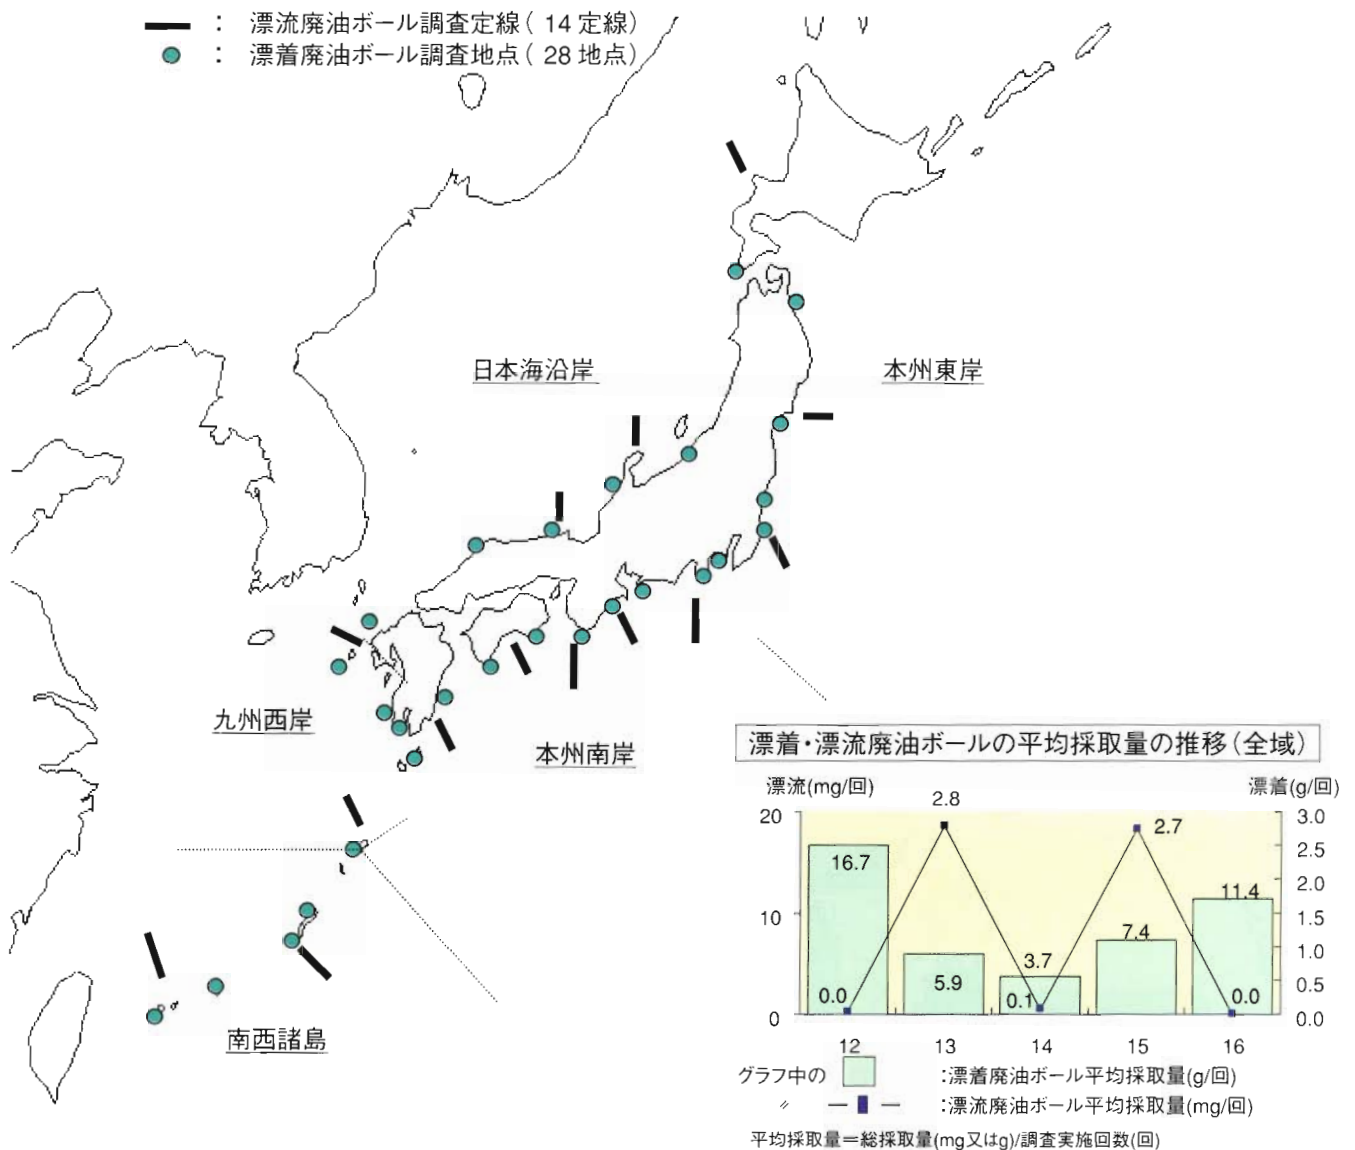 ： 漂流廃油ボール調査定線（ 14 定線）
： 漂着廃油ボール調査地点（ 28 地点）
日本海沿岸
本州東岸
九州西岸
本州南岸
南西諸島
漂着・漂流廃油ボールの平均採取量の推移（全域）
漂流(mg/回)
漂着(g/回)
20
10
0
3.0
2.5
2.0
1.5
1.0
0.5
0.0
16.7
5.9
3.7
7.4
11.4
0.0
2.8
0.1
2.7
0.0
12 13 14 15 16
グラフ中の ：漂着廃油ボール平均採取量(g/回)
〃 ：漂流廃油ボール平均採取量(mg/回)
平均採取量＝総採取量(mg又はg)/調査実施回数(回)